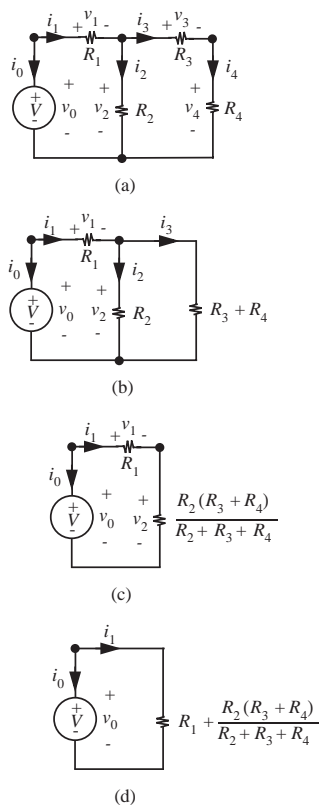 i₁ + v₁ - i₃ + v₃ -
R₁ R₃
i₀ i₂ i₄
+ V - + v₀ - + v₂ - R₂ + v₄ - R₄
(a)
i₁ + v₁ - i₃
R₁
i₀ i₂
+ V - + v₀ - + v₂ - R₂ R₃ + R₄
(b)
i₁ + v₁ -
R₁
i₀
+ V - + v₀ - + v₂ - R₂ (R₃ + R₄) / R₂ + R₃ + R₄
(c)
i₁
i₀
+ V - + v₀ - R₁ + R₂ (R₃ + R₄) / R₂ + R₃ + R₄
(d)